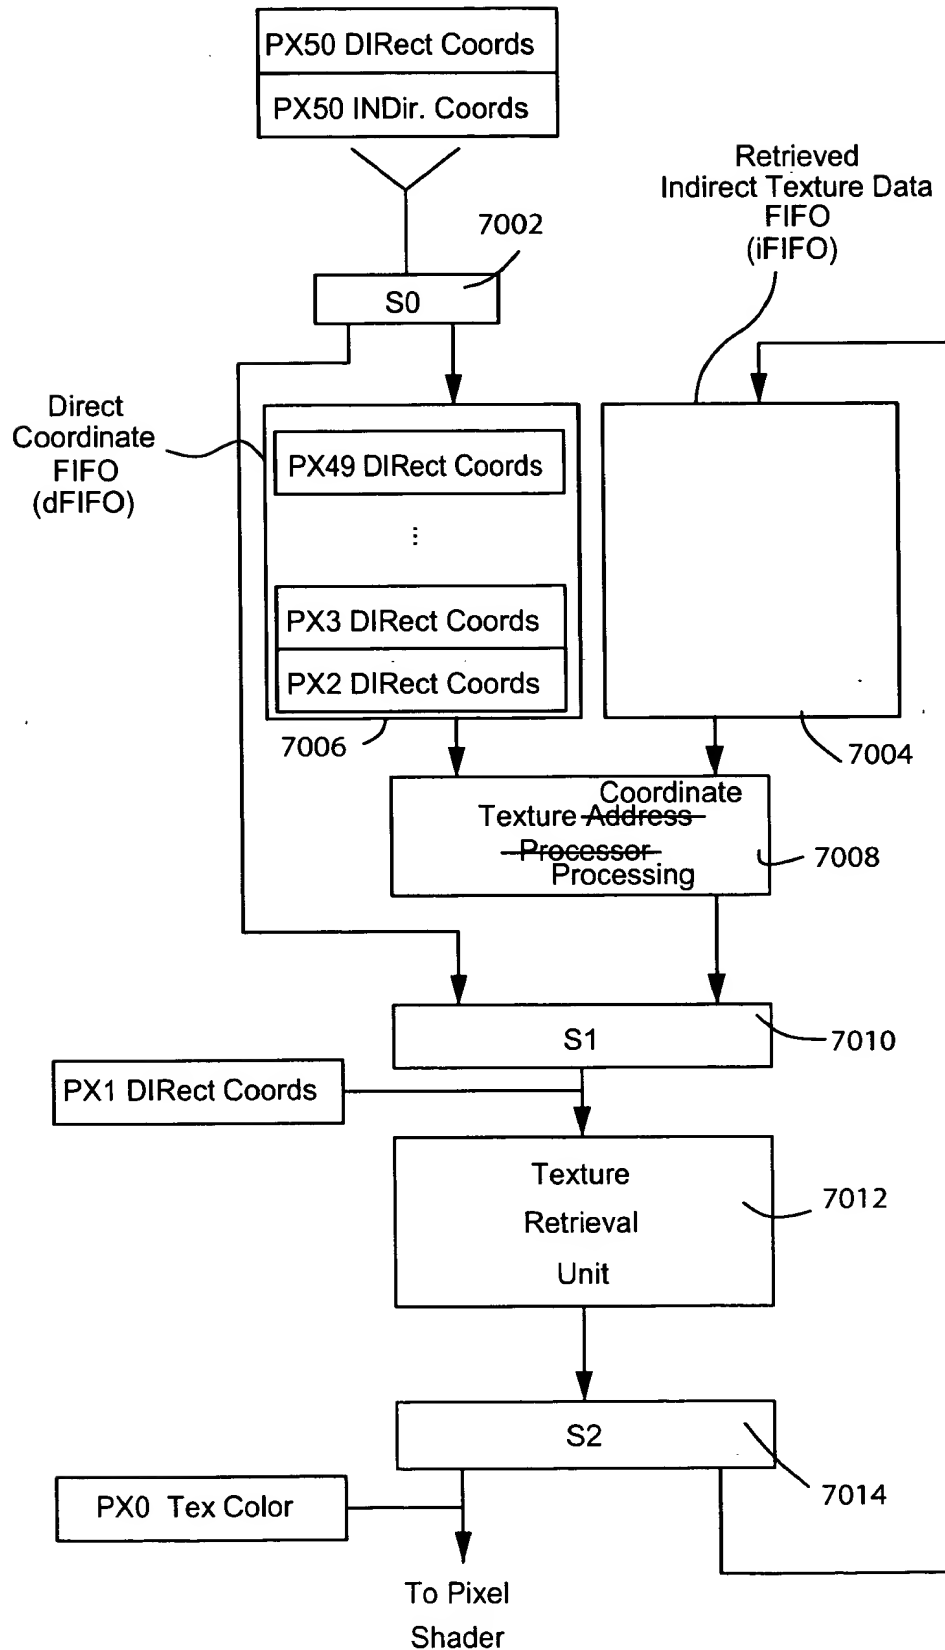 PX50 DIRect Coords
PX50 INDir. Coords
Retrieved
Indirect Texture Data
FIFO
(iFIFO)
7002
S0
Direct
Coordinate
FIFO
(dFIFO)
PX49 DIRect Coords
...
PX3 DIRect Coords
PX2 DIRect Coords
7006
7004
Coordinate
Texture Address
Processor
Processing
7008
S1
7010
PX1 DIRect Coords
Texture
Retrieval
Unit
7012
S2
7014
PX0 Tex Color
To Pixel
Shader